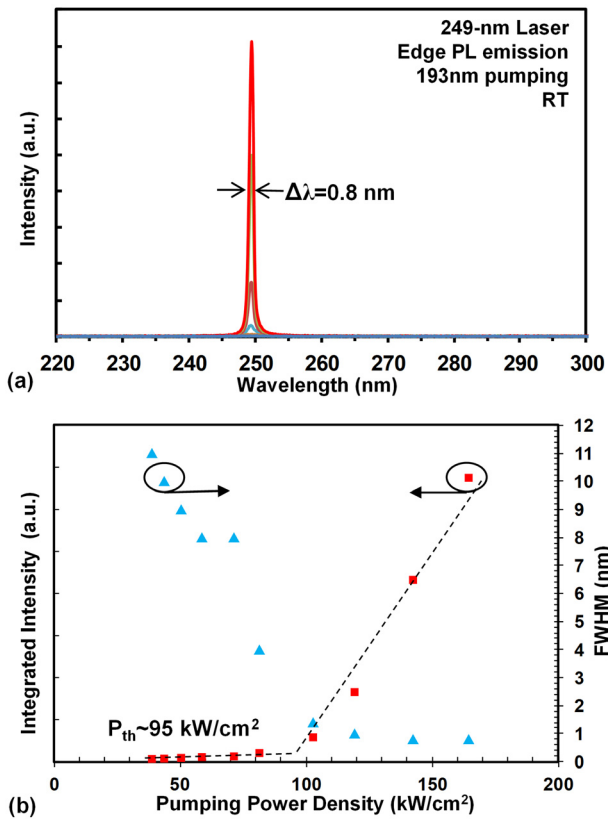 249-nm Laser
Edge PL emission
193nm pumping
RT
Intensity (a.u.)
Δλ=0.8 nm
220 230 240 250 260 270 280 290 300
Wavelength (nm)
(a)
12
11
10
9
8
7
6
5
4
3
2
1
0
Integrated Intensity (a.u.)
FWHM (nm)
Pth~95 kW/cm²
0 50 100 150 200
Pumping Power Density (kW/cm²)
(b)